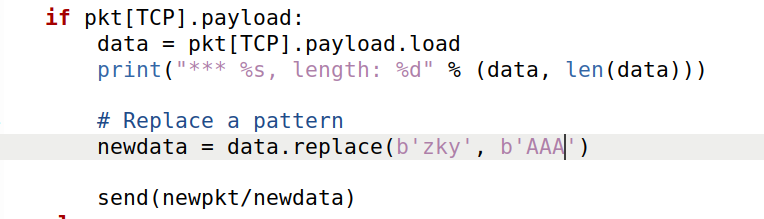 if pkt[TCP].payload:
data = pkt[TCP].payload.load
print("*** %s, length: %d" % (data, len(data)))
# Replace a pattern
newdata = data.replace(b'zky', b'AAA')
send(newpkt/newdata)